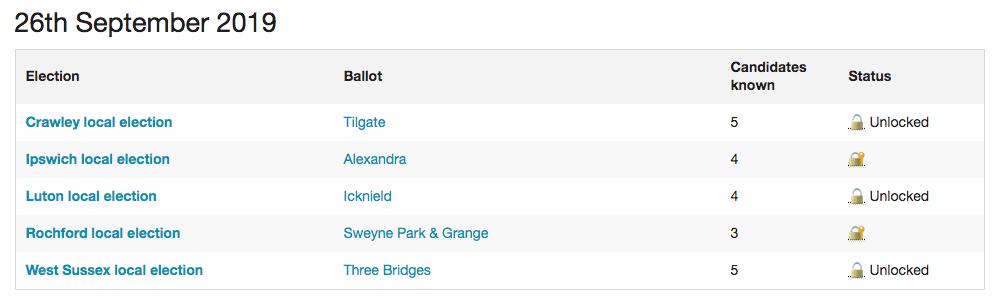 26th September 2019
Election Ballot Candidates known Status
Crawley local election Tilgate 5 Unlocked
Ipswich local election Alexandra 4
Luton local election Icknield 4 Unlocked
Rochford local election Sweyne Park & Grange 3
West Sussex local election Three Bridges 5 Unlocked